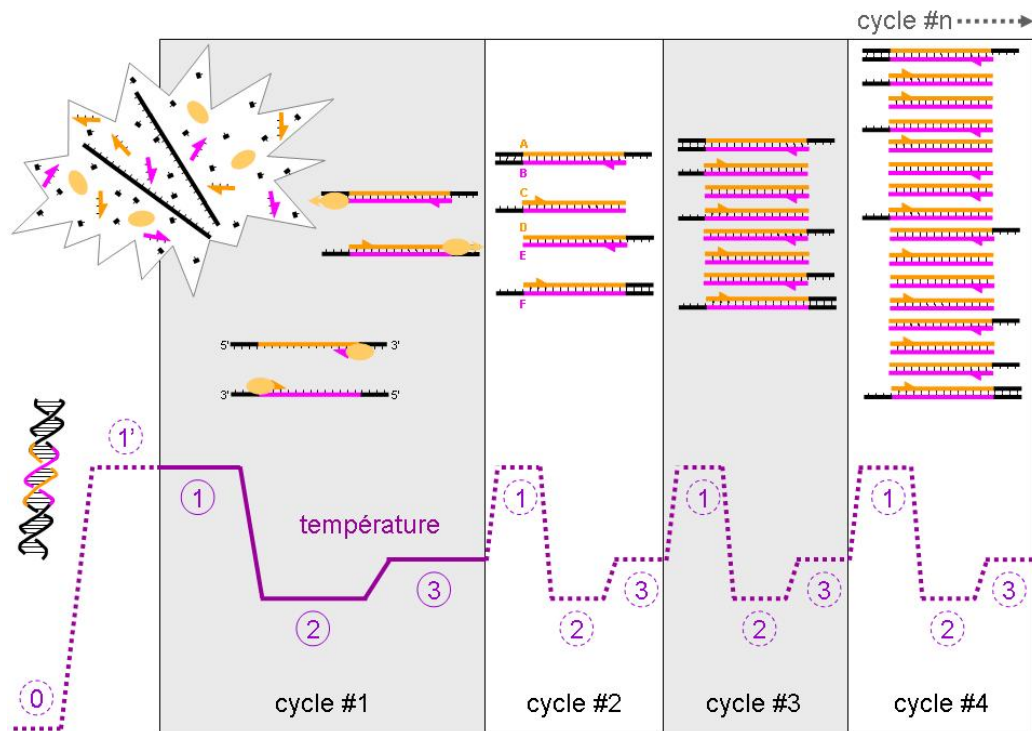 cycle #n
A
B
C
D
E
F
5' 3'
3' 5'
1'
1 1 1 1
température
3 3 3 3
2 2 2 2
0
cycle #1 cycle #2 cycle #3 cycle #4